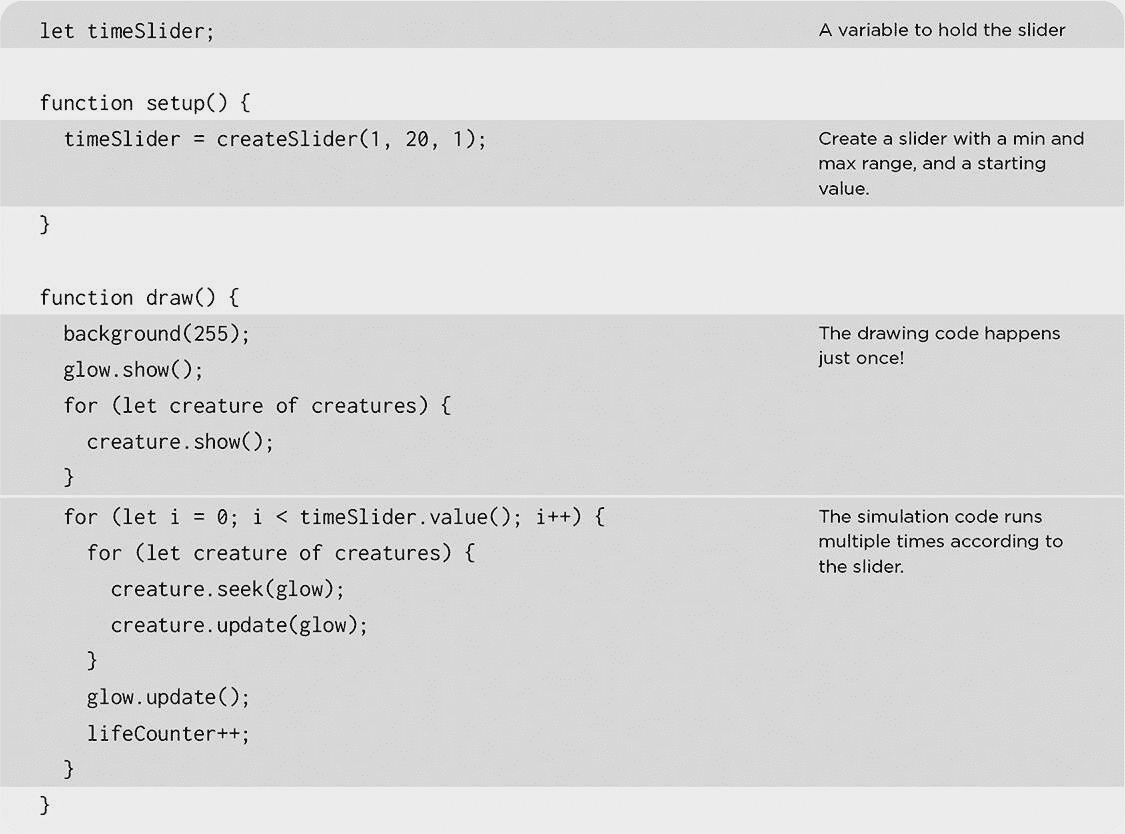 let timeSlider;
A variable to hold the slider
function setup() {
timeSlider = createSlider(1, 20, 1);
Create a slider with a min and
max range, and a starting
value.
}
function draw() {
background(255);
The drawing code happens
just once!
glow.show();
for (let creature of creatures) {
creature.show();
}
for (let i = 0; i < timeSlider.value(); i++) {
The simulation code runs
multiple times according to
the slider.
for (let creature of creatures) {
creature.seek(glow);
creature.update(glow);
}
glow.update();
lifeCounter++;
}
}